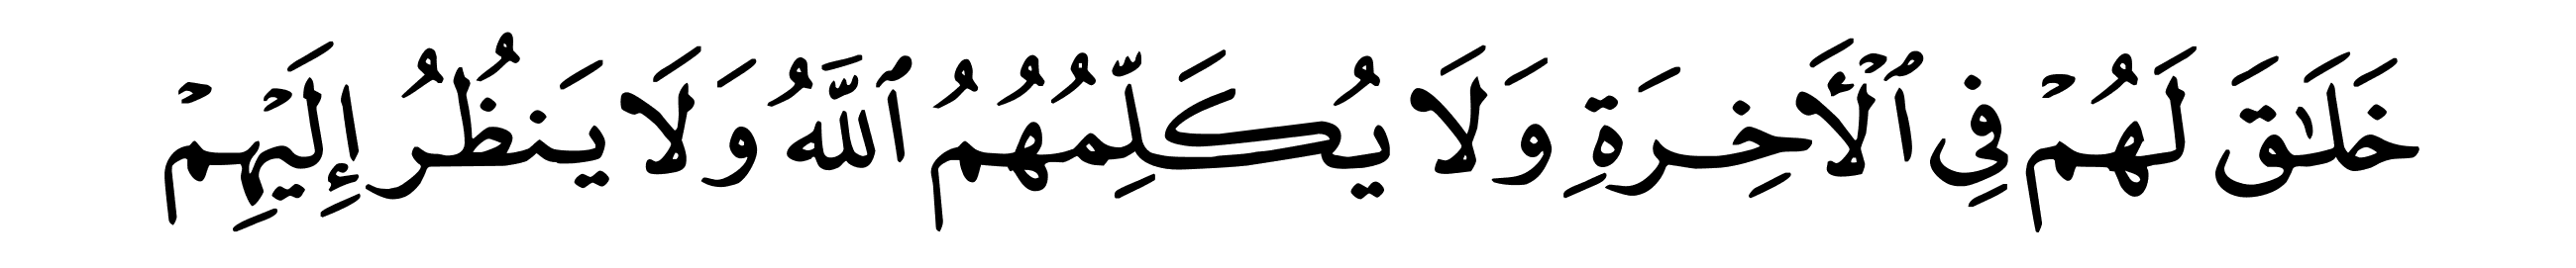 خَلَٰقَ لَهُمْ فِي ٱلْأَخِرَةِ وَلَا يُكَلِّمُهُمُ ٱللَّهُ وَلَا يَنظُرُ إِلَيْهِمْ